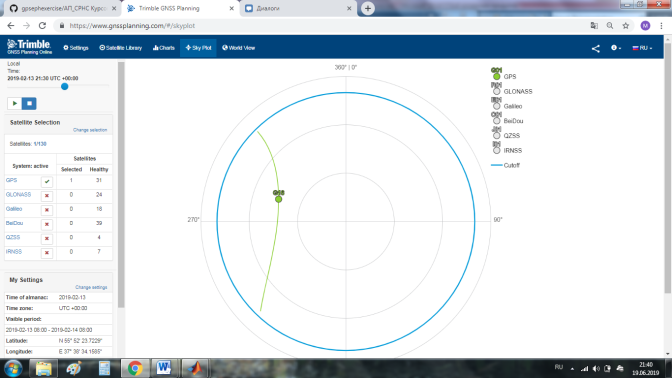 gpsephexercise/АП_СРНС Курсо
Trimble GNSS Planning
Диалоги
https://www.gnssplanning.com/#/skyplot
Trimble.
GNSS Planning Online
Settings
Satellite Library
Charts
Sky Plot
World View
RU
Local
Time:
2019-02-13 21:30 UTC +00:00
Satellite Selection
Change selection
Satellites: 1/130
Satellites
System: active Selected Healthy
GPS 1 31
GLONASS 0 24
Galileo 0 18
BeiDou 0 39
QZSS 0 4
IRNSS 0 7
My Settings
Change settings
Time of almanac: 2019-02-13
Time zone: UTC +00:00
Visible period:
2019-02-13 08:00 - 2019-02-14 08:00
Latitude: N 55° 52' 23.7229"
Longitude: E 37° 38' 34.1585"
360° | 0°
270°
90°
GPS
GLONASS
Galileo
BeiDou
QZSS
IRNSS
Cutoff
RU
21:40
19.06.2019